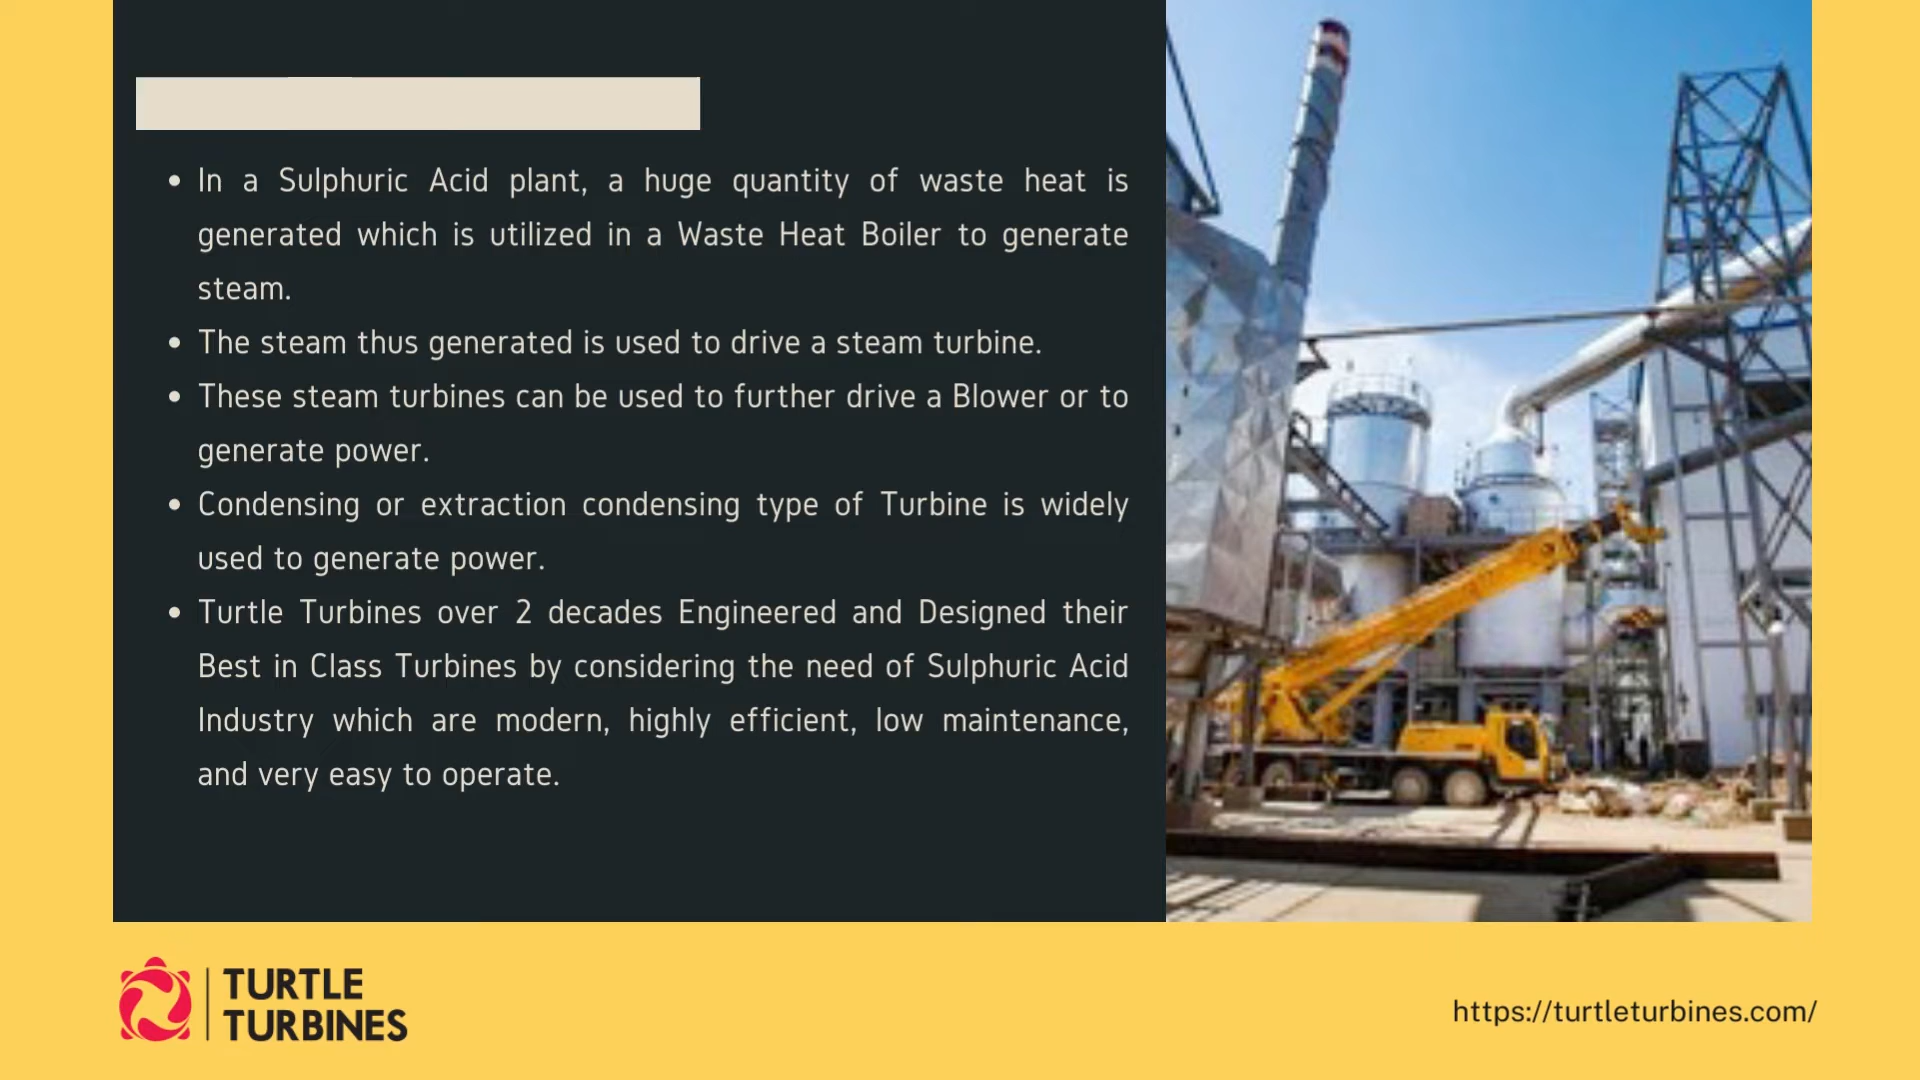 In a Sulphuric Acid plant, a huge quantity of waste heat is
generated which is utilized in a Waste Heat Boiler to generate
steam.
The steam thus generated is used to drive a steam turbine.
These steam turbines can be used to further drive a Blower or to
generate power.
Condensing or extraction condensing type of Turbine is widely
used to generate power.
Turtle Turbines over 2 decades Engineered and Designed their
Best in Class Turbines by considering the need of Sulphuric Acid
Industry which are modern, highly efficient, low maintenance,
and very easy to operate.
TURTLE
TURBINES
https://turtleturbines.com/